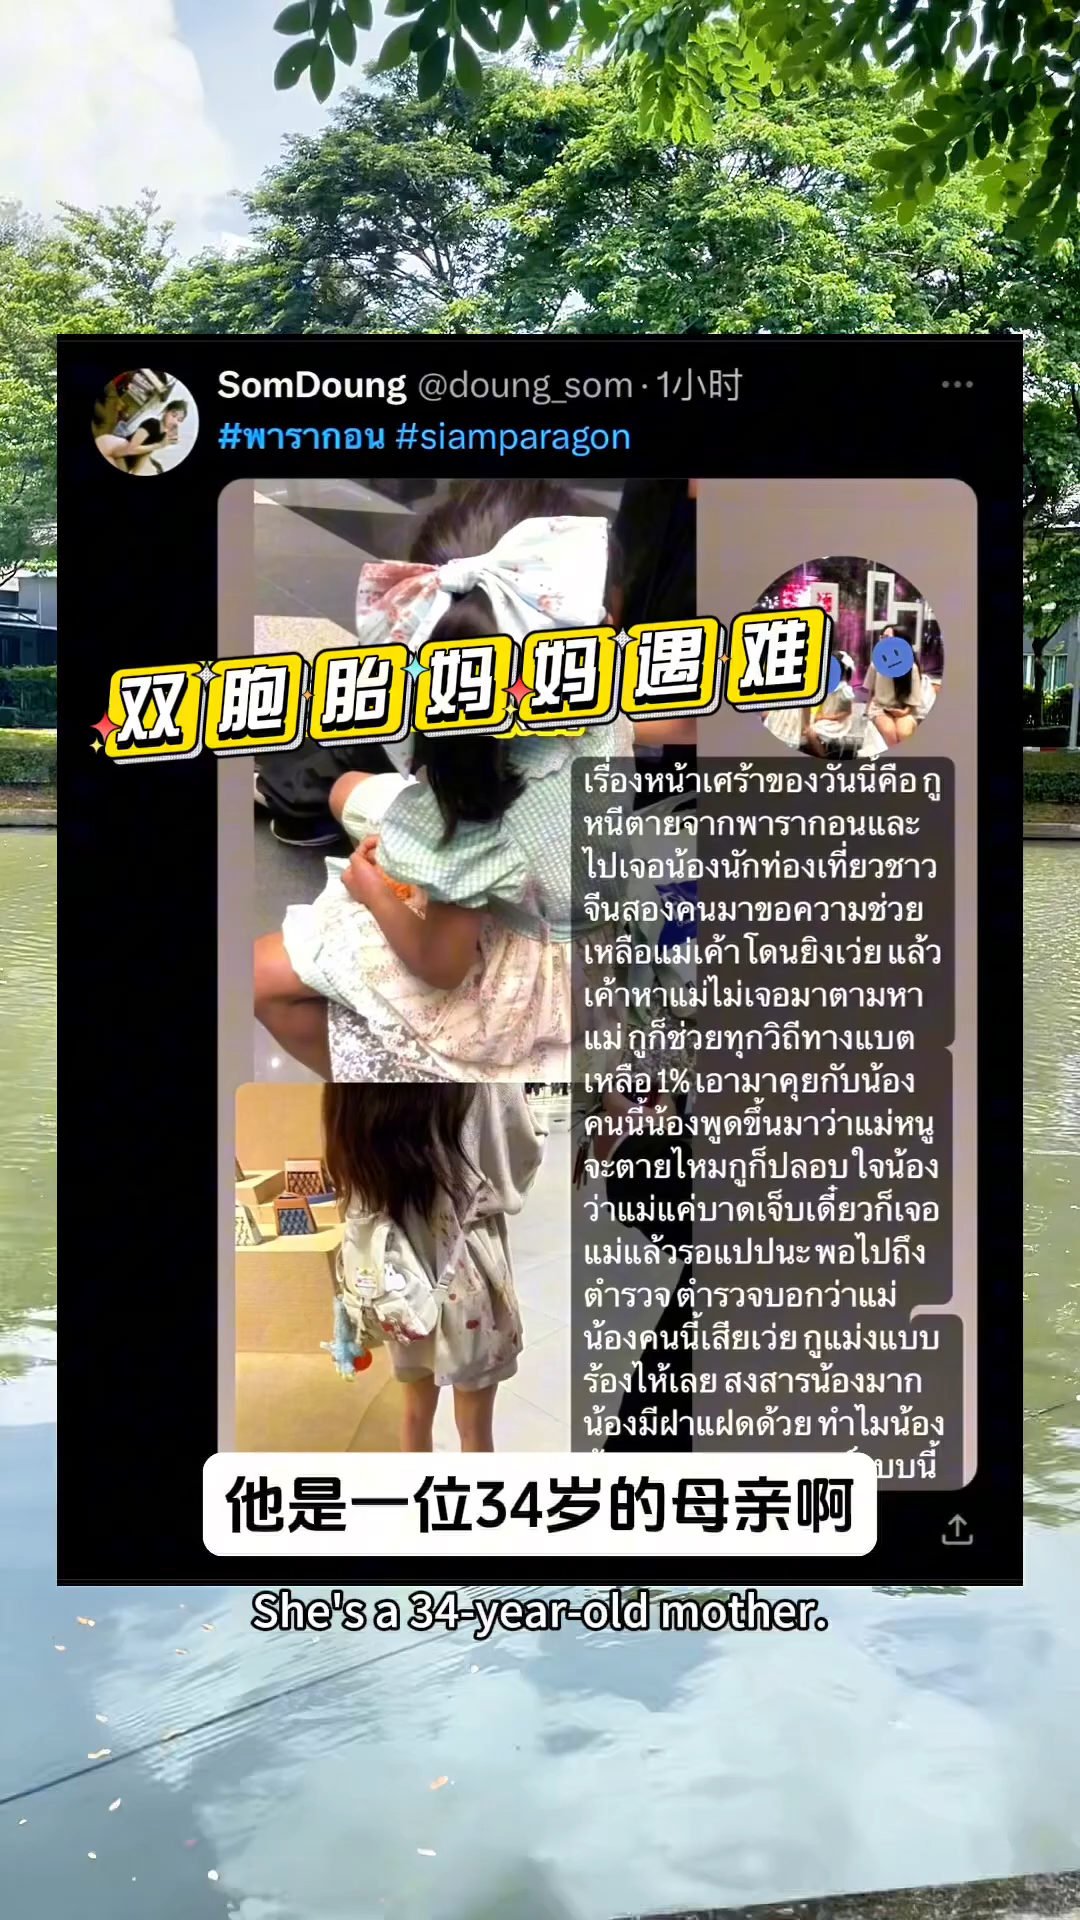 SomDoung @doung_som · 1小时
#พารากอน #siamparagon
双胞胎妈妈遇难
เรื่องหน้าเศร้าของวันนี้คือ กู
หนีตายจากพารากอนและ
ไปเจอน้องนักท่องเที่ยวชาว
จีนสองคนมาขอความช่วย
เหลือแม่เค้าโดนยิงเว่ย แล้ว
เค้าหาแม่ไม่เจอมาตามหา
แม่ กูก็ช่วยทุกวิถีทางแบต
เหลือ 1% เอามาคุยกับน้อง
คนนี้น้องพูดขึ้นมาว่าแม่หนู
จะตายไหมกูก็ปลอบใจน้อง
ว่าแม่แค่บาดเจ็บเดี๋ยวก็เจอ
แม่แล้วรอแปปนะ พอไปถึง
ตำรวจ ตำรวจบอกว่าแม่
น้องคนนี้เสียเว่ย กูแม่งแบบ
ร้องไห้เลย สงสารน้องมาก
น้องมีฝาแฝดด้วย ทำไมน้อง
แบบนี้
他是一位34岁的母亲啊
She's a 34-year-old mother.